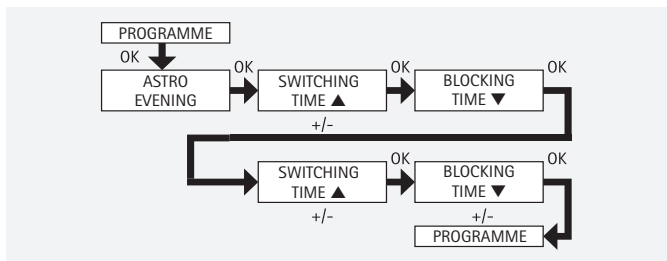 PROGRAMME
OK
ASTRO
EVENING
OK
SWITCHING
TIME ▲
+/-
OK
BLOCKING
TIME ▼
OK
SWITCHING
TIME ▲
+/-
OK
BLOCKING
TIME ▼
+/-
OK
PROGRAMME